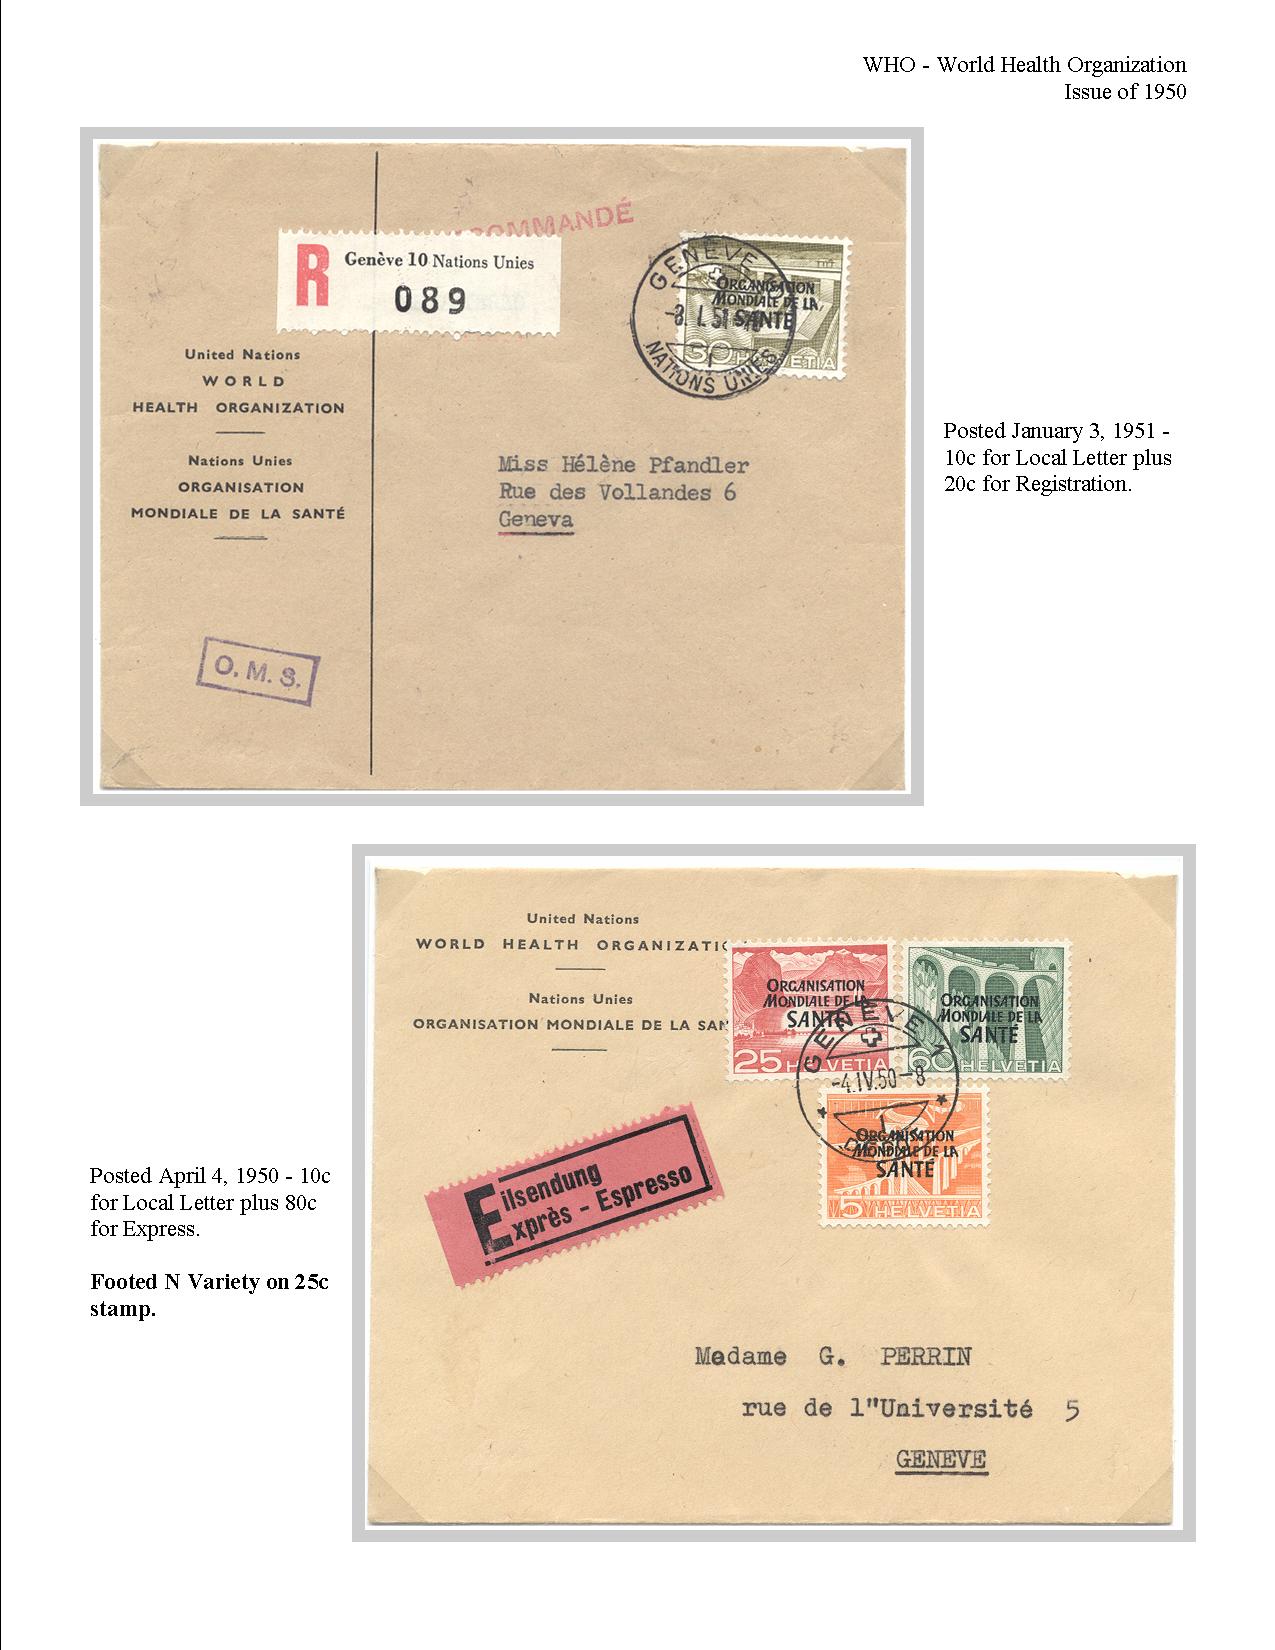 WHO - World Health Organization
Issue of 1950
COMMANDÉ
R Genève 10 Nations Unies
089
GENÈVE
-8. I. 51
NATIONS UNIES
ORGANISATION
MONDIALE DE LA
SANTÉ
30 HELVETIA
United Nations
WORLD
HEALTH ORGANIZATION
Nations Unies
ORGANISATION
MONDIALE DE LA SANTÉ
Miss Hélène Pfandler
Rue des Vollandes 6
Geneva
O. M. S.
Posted January 3, 1951 -
10c for Local Letter plus
20c for Registration.
United Nations
WORLD HEALTH ORGANIZATIO
Nations Unies
ORGANISATION MONDIALE DE LA SAN
ORGANISATION
MONDIALE DE LA
SANTÉ
25 HELVETIA
ORGANISATION
MONDIALE DE LA
SANTÉ
60 HELVETIA
GENÈVE 1
-4. IV. 50-8
ORGANISATION
MONDIALE DE LA
SANTÉ
5 HELVETIA
Eilsendung
Exprès - Espresso
Posted April 4, 1950 - 10c
for Local Letter plus 80c
for Express.
Footed N Variety on 25c
stamp.
Madame G. PERRIN
rue de l"Université 5
GENEVE